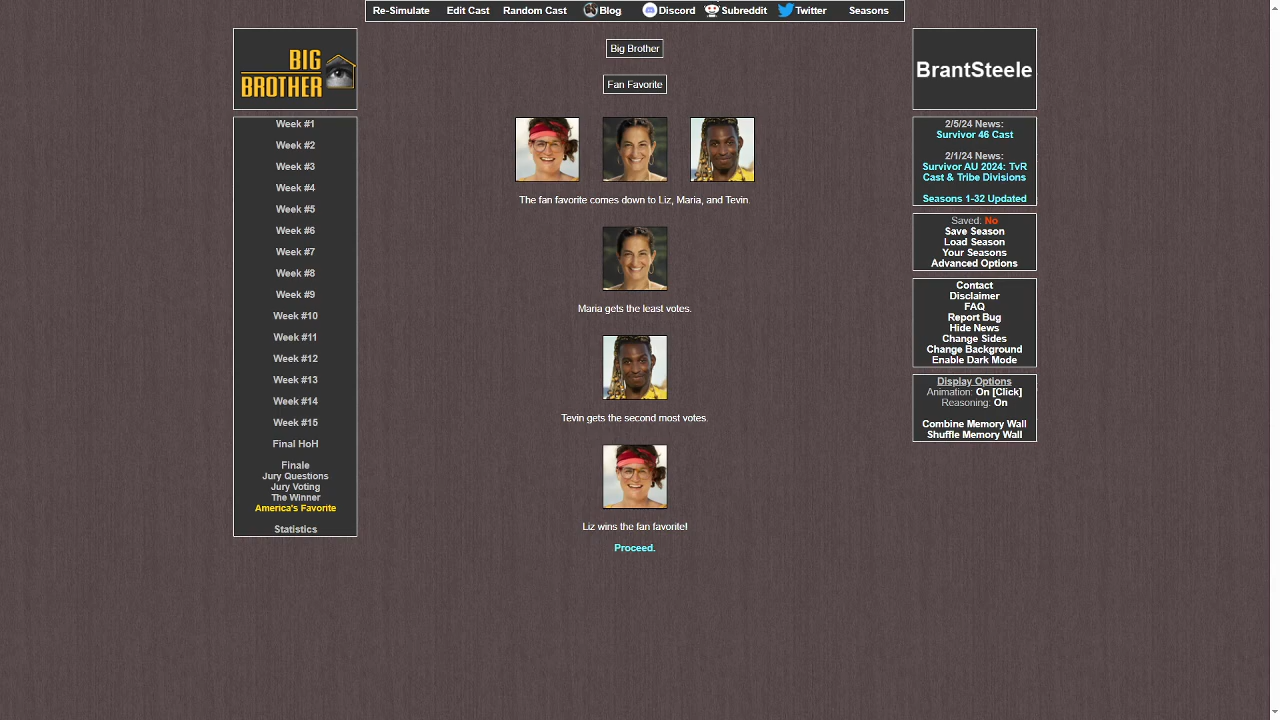 Re-Simulate Edit Cast Random Cast Blog Discord Subreddit Twitter Seasons
BIG
BROTHER
Week #1
Week #2
Week #3
Week #4
Week #5
Week #6
Week #7
Week #8
Week #9
Week #10
Week #11
Week #12
Week #13
Week #14
Week #15
Final HoH
Finale
Jury Questions
Jury Voting
The Winner
America's Favorite
Statistics
Big Brother
Fan Favorite
The fan favorite comes down to Liz, Maria, and Tevin.
Maria gets the least votes.
Tevin gets the second most votes.
Liz wins the fan favorite!
Proceed.
BrantSteele
2/5/24 News:
Survivor 46 Cast
2/1/24 News:
Survivor AU 2024: TvR
Cast & Tribe Divisions
Seasons 1-32 Updated
Saved: No
Save Season
Load Season
Your Seasons
Advanced Options
Contact
Disclaimer
FAQ
Report Bug
Hide News
Change Sides
Change Background
Enable Dark Mode
Display Options
Animation: On [Click]
Reasoning: On
Combine Memory Wall
Shuffle Memory Wall